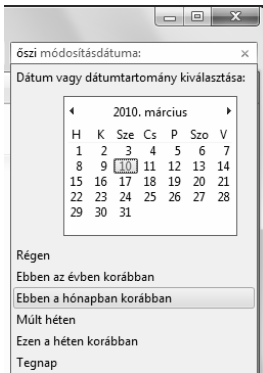 őszi módosításdátuma:
Dátum vagy dátumtartomány kiválasztása:
2010. március
H K Sze Cs P Szo V
1 2 3 4 5 6 7
8 9 10 11 12 13 14
15 16 17 18 19 20 21
22 23 24 25 26 27 28
29 30 31
Régen
Ebben az évben korábban
Ebben a hónapban korábban
Múlt héten
Ezen a héten korábban
Tegnap